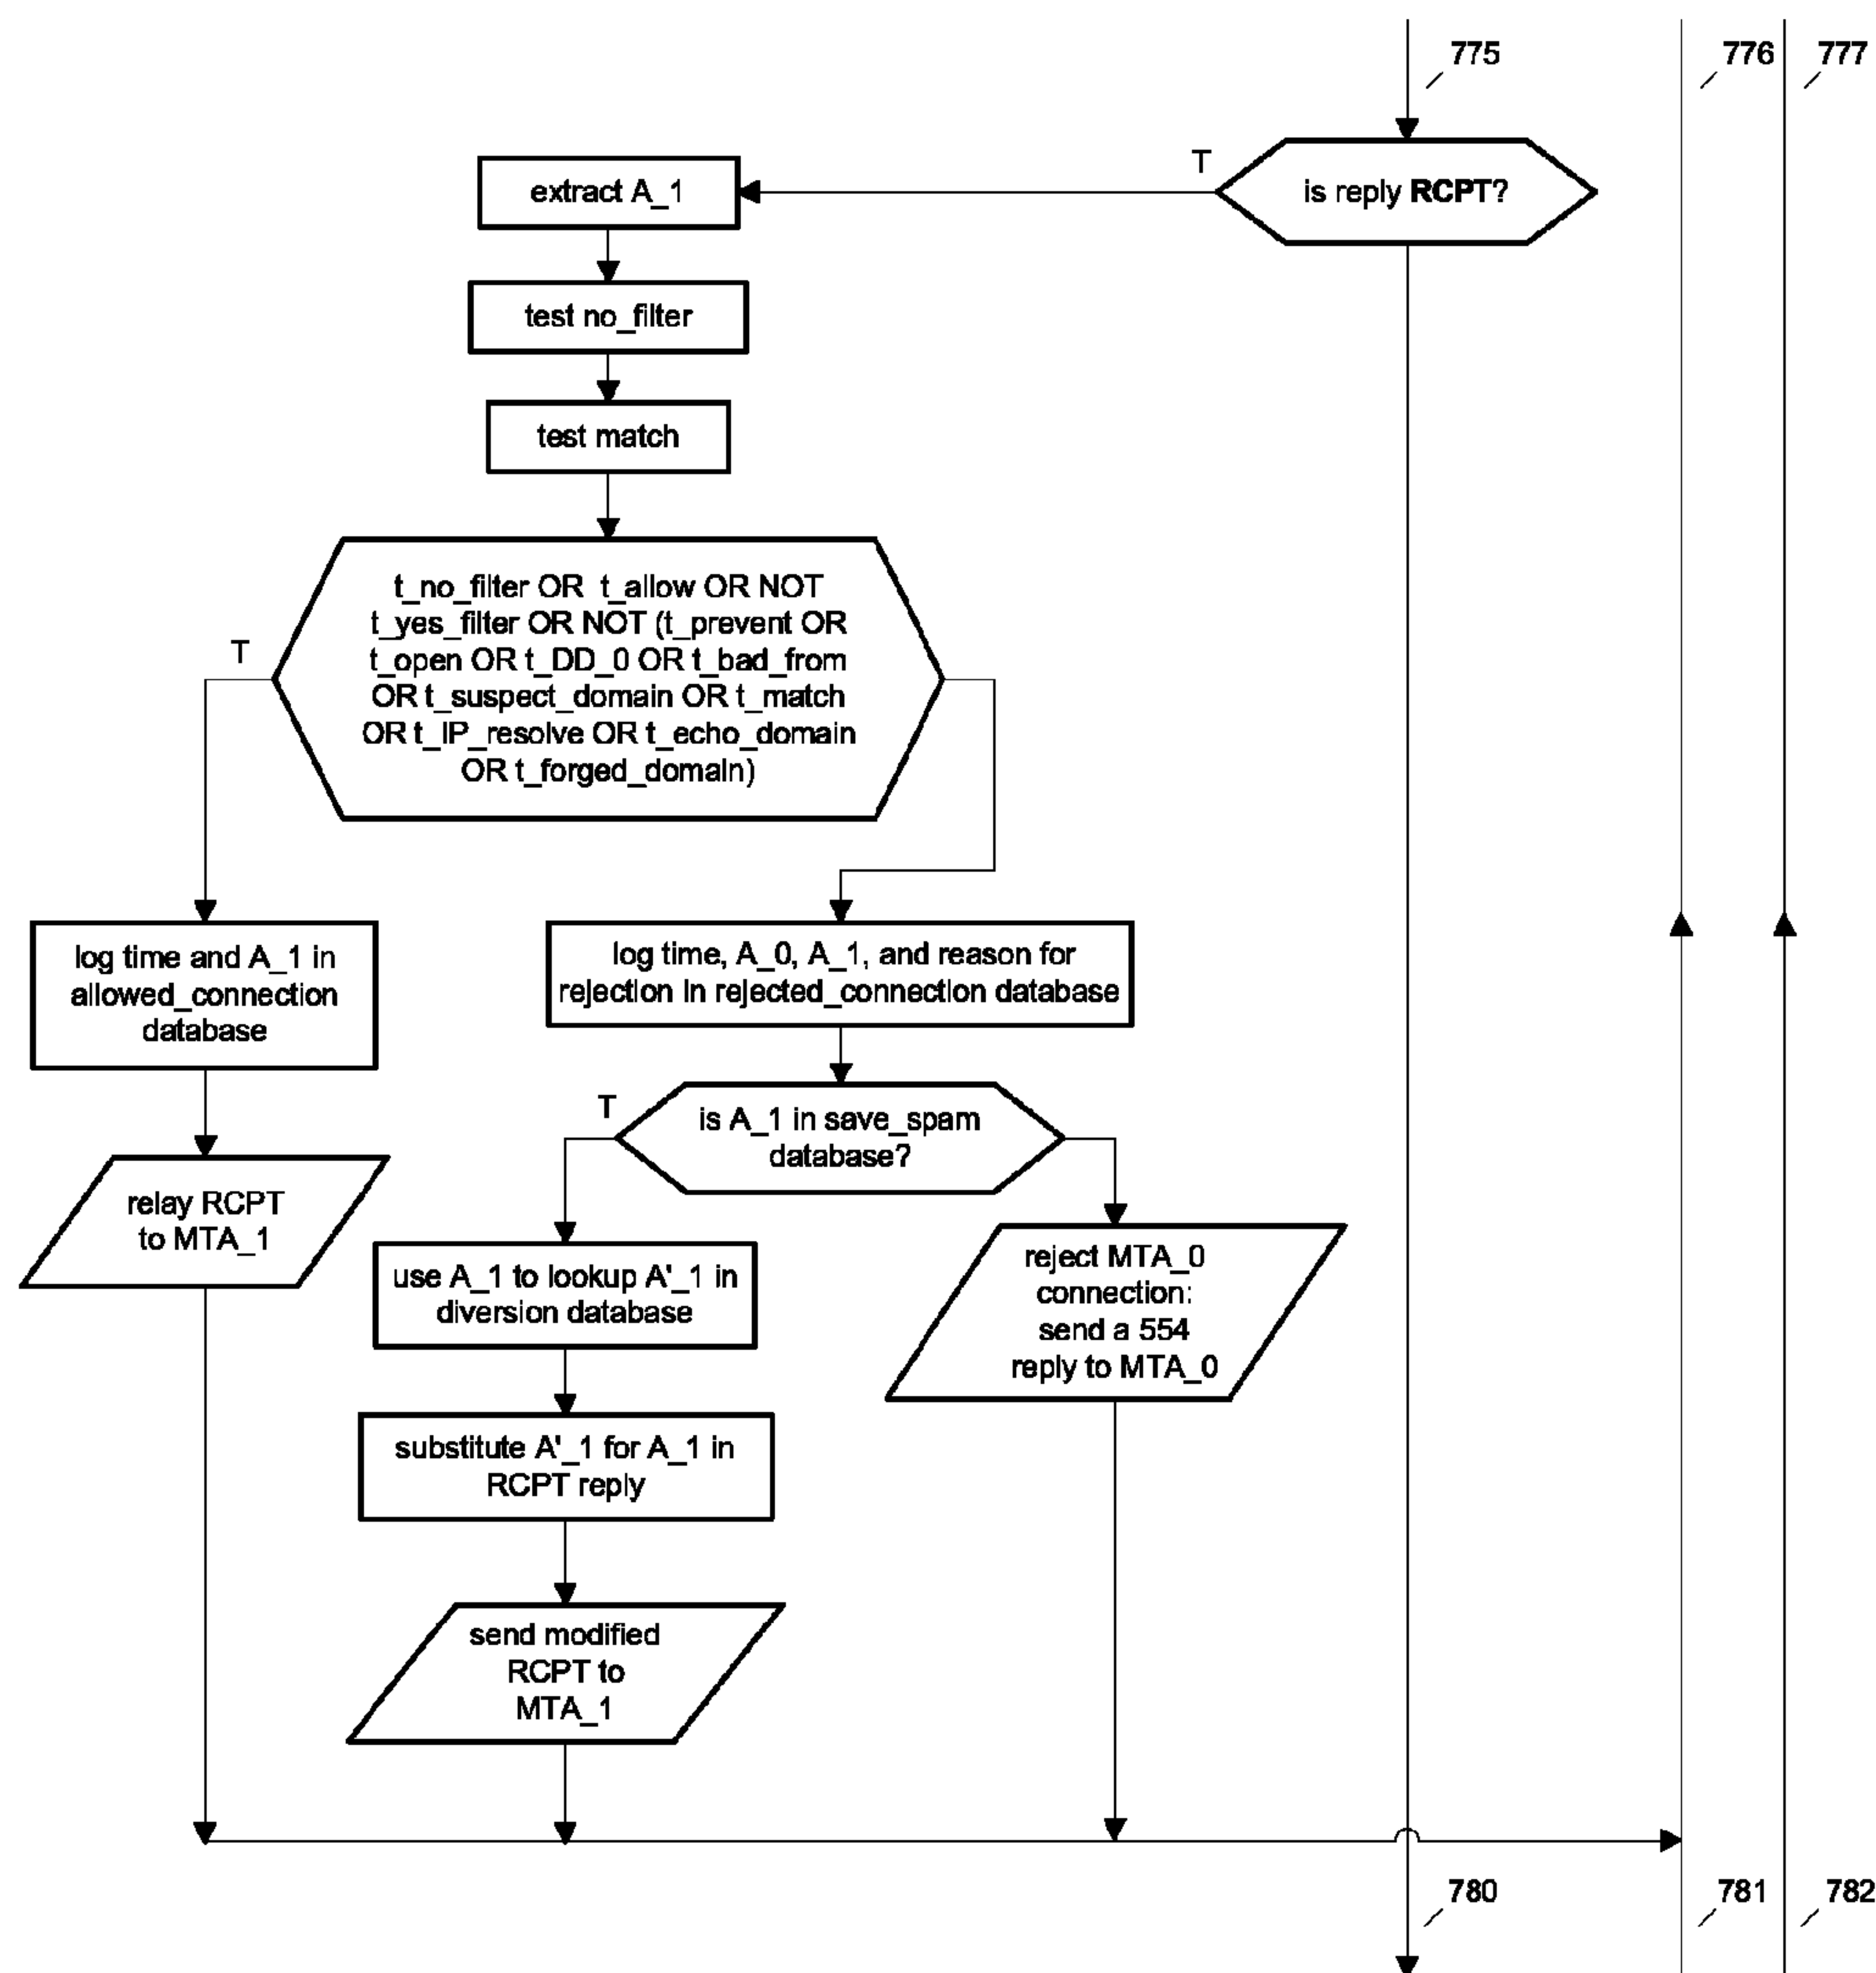 775
776
777
T
is reply RCPT?
extract A_1
test no_filter
test match
t_no_filter OR t_allow OR NOT
t_yes_filter OR NOT (t_prevent OR
t_open OR t_DD_0 OR t_bad_from
OR t_suspect_domain OR t_match
OR t_IP_resolve OR t_echo_domain
OR t_forged_domain)
T
log time and A_1 in
allowed_connection
database
log time, A_0, A_1, and reason for
rejection in rejected_connection database
T
is A_1 in save_spam
database?
relay RCPT
to MTA_1
use A_1 to lookup A'_1 in
diversion database
reject MTA_0
connection:
send a 554
reply to MTA_0
substitute A'_1 for A_1 in
RCPT reply
send modified
RCPT to
MTA_1
780
781
782